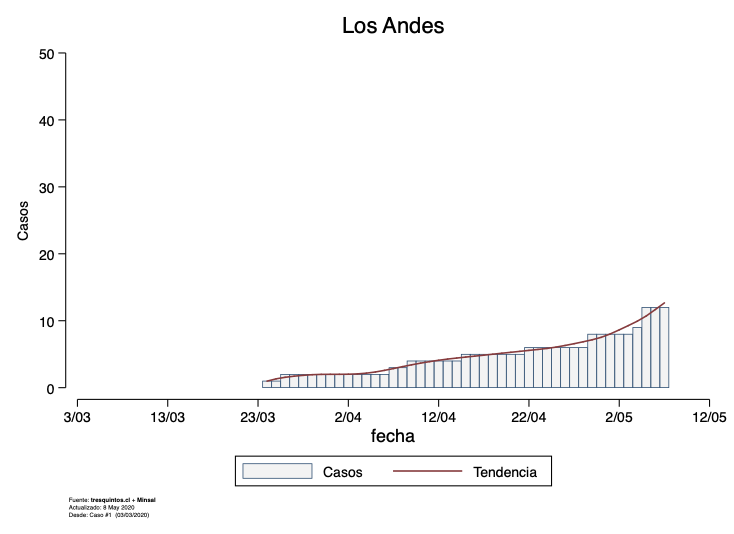 Los Andes
50
40
30
20
10
0
Casos
3/03 13/03 23/03 2/04 12/04 22/04 2/05 12/05
fecha
Casos Tendencia
Fuente: tresquintos.cl + Minsal
Actualizado: 8 May 2020
Desde: Caso #1 (03/03/2020)